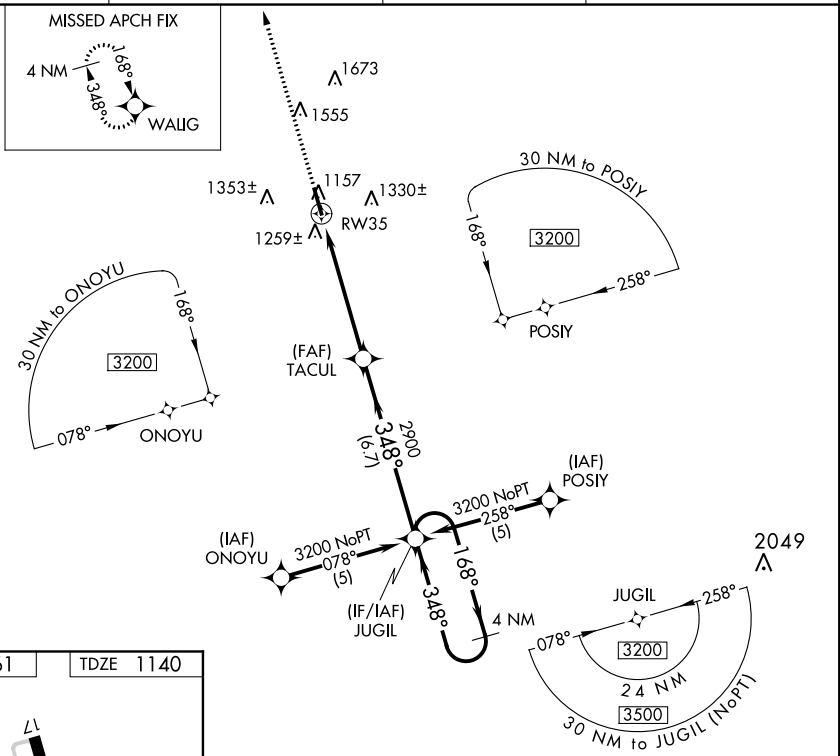 MISSED APCH FIX
4 NM
168°
348°
WALIG
1673
1555
1353±
1157
1330±
1259±
RW35
30 NM to POSIY
168°
3200
258°
POSIY
30 NM to ONOYU
168°
3200
078°
ONOYU
(FAF)
TACUL
348°
2900
(6.7)
(IAF)
POSIY
3200 NoPT
258°
(5)
(IAF)
ONOYU
3200 NoPT
078°
(5)
(IF/IAF)
JUGIL
348°
168°
4 NM
2049
JUGIL
258°
078°
3200
24 NM
3500
30 NM to JUGIL (NoPT)
TDZE 1140
17